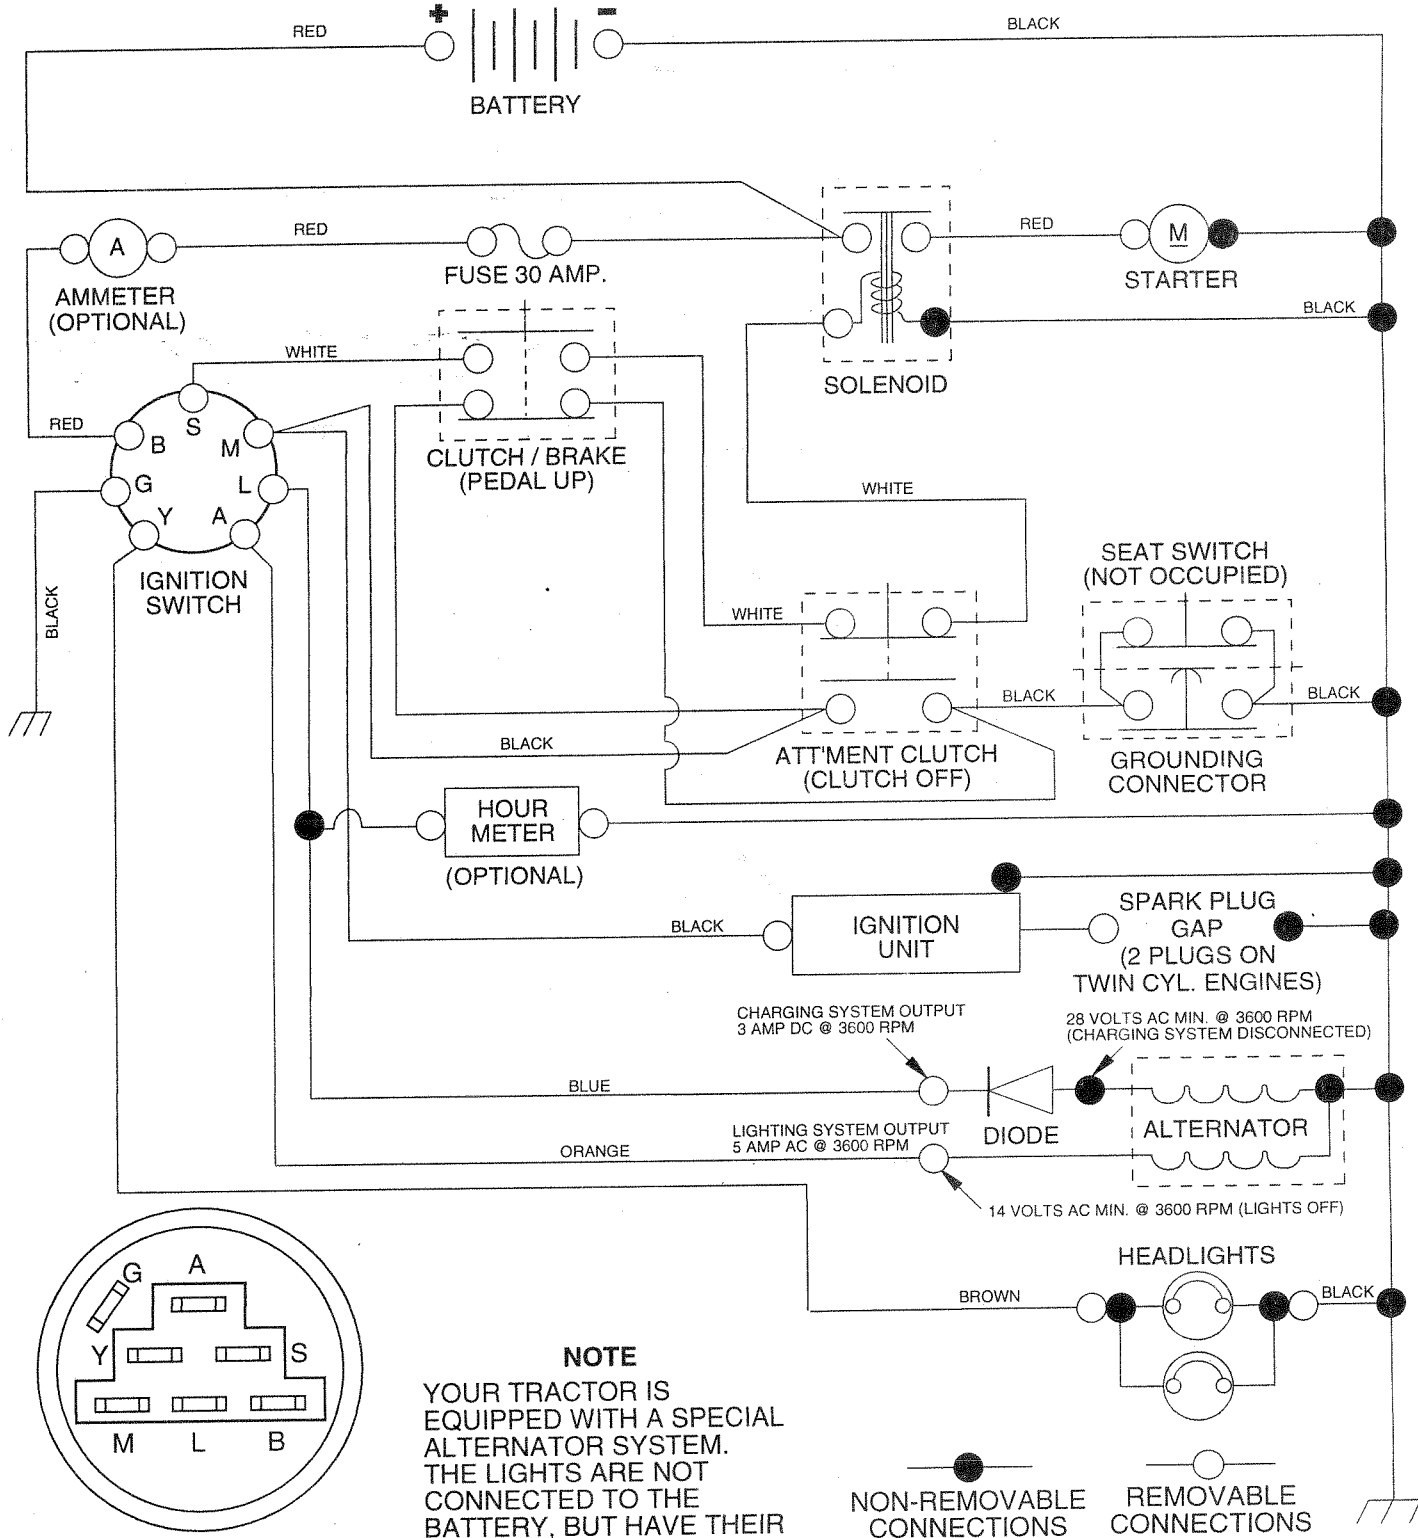 +
-
RED
BLACK
BATTERY
A
RED
RED
M
FUSE 30 AMP.
STARTER
AMMETER
(OPTIONAL)
BLACK
WHITE
SOLENOID
RED
S
B
M
CLUTCH / BRAKE
(PEDAL UP)
G
L
WHITE
Y
A
IGNITION
SWITCH
BLACK
SEAT SWITCH
(NOT OCCUPIED)
WHITE
BLACK
BLACK
BLACK
ATT'MENT CLUTCH
(CLUTCH OFF)
GROUNDING
CONNECTOR
HOUR
METER
(OPTIONAL)
BLACK
IGNITION
UNIT
SPARK PLUG
GAP
(2 PLUGS ON
TWIN CYL. ENGINES)
CHARGING SYSTEM OUTPUT
3 AMP DC @ 3600 RPM
28 VOLTS AC MIN. @ 3600 RPM
(CHARGING SYSTEM DISCONNECTED)
BLUE
DIODE
ALTERNATOR
LIGHTING SYSTEM OUTPUT
5 AMP AC @ 3600 RPM
ORANGE
14 VOLTS AC MIN. @ 3600 RPM (LIGHTS OFF)
HEADLIGHTS
BROWN
BLACK
G
A
Y
S
M
L
B
NOTE
YOUR TRACTOR IS
EQUIPPED WITH A SPECIAL
ALTERNATOR SYSTEM.
THE LIGHTS ARE NOT
CONNECTED TO THE
BATTERY, BUT HAVE THEIR
NON-REMOVABLE
CONNECTIONS
REMOVABLE
CONNECTIONS